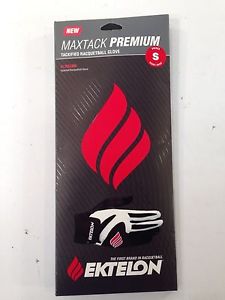 NEW
MAXTACK PREMIUM
TACKIFIED RACQUETBALL GLOVE
S
EKTELON
THE FIRST BRAND IN RACQUETBALL
EKTELON